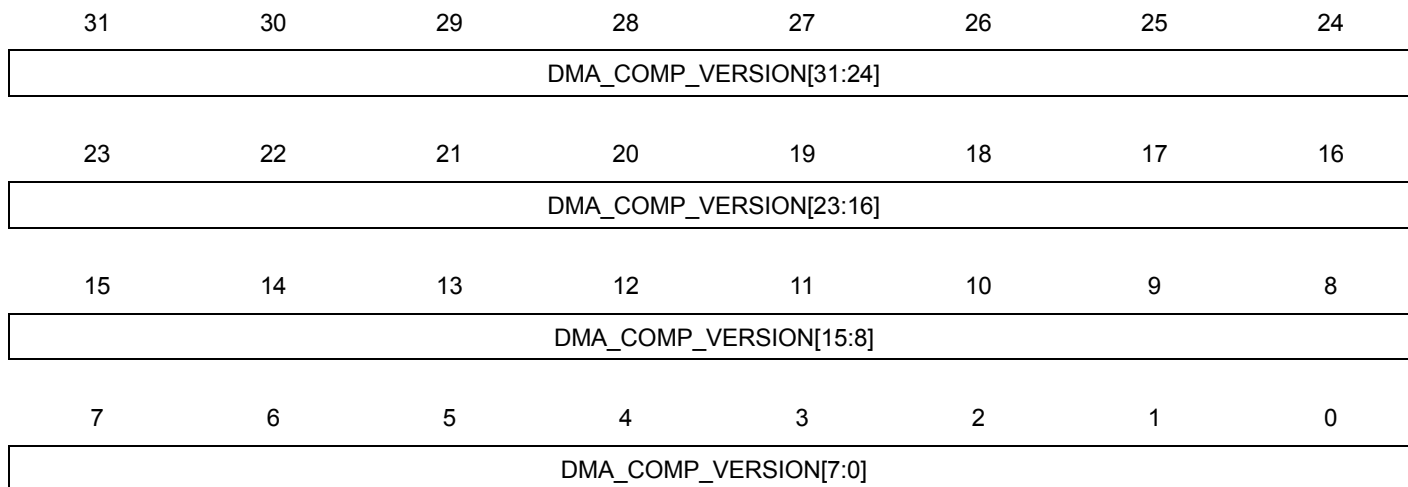 31 30 29 28 27 26 25 24
DMA_COMP_VERSION[31:24]
23 22 21 20 19 18 17 16
DMA_COMP_VERSION[23:16]
15 14 13 12 11 10 9 8
DMA_COMP_VERSION[15:8]
7 6 5 4 3 2 1 0
DMA_COMP_VERSION[7:0]